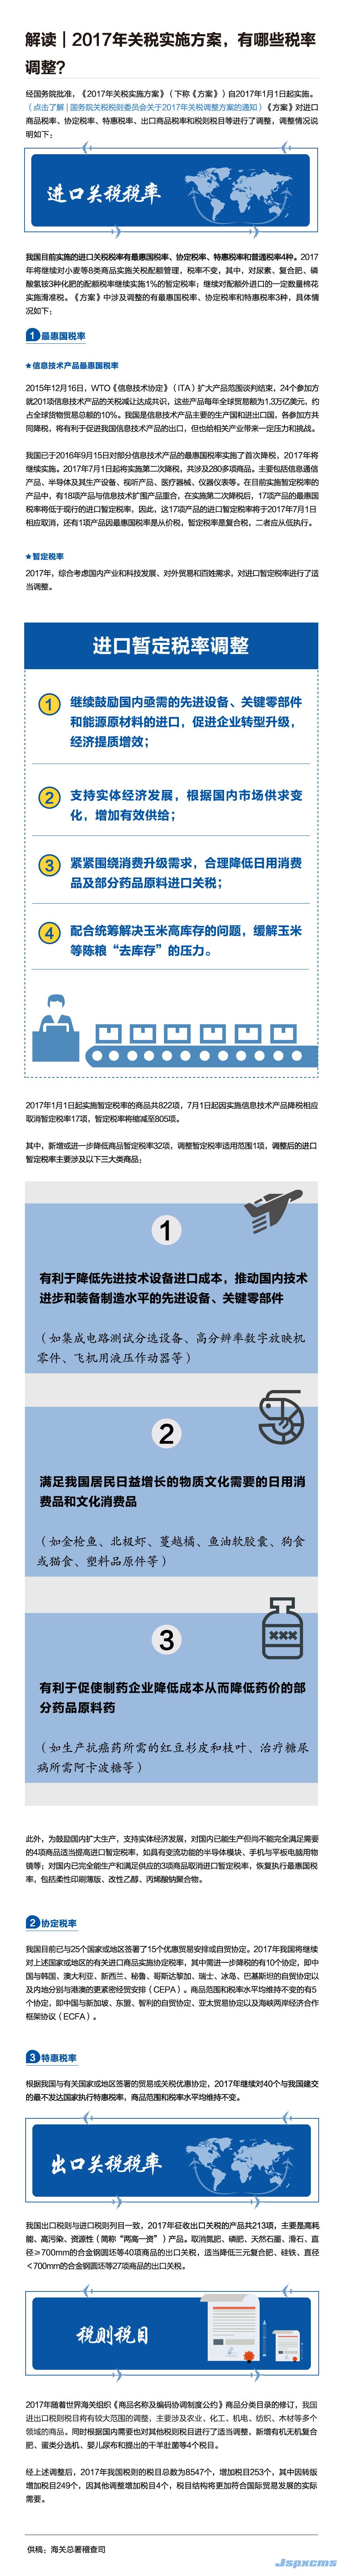 解读｜2017年关税实施方案，有哪些税率
调整？
经国务院批准，《2017年关税实施方案》（下称《方案》）自2017年1月1日起实施。
（点击了解 | 国务院关税税则委员会关于2017年关税调整方案的通知）《方案》对进口
商品税率、协定税率、特惠税率、出口商品税率和税则税目等进行了调整，调整情况说
明如下：
进口关税税率
我国目前实施的进口关税税率有最惠国税率、协定税率、特惠税率和普通税率4种。2017
年将继续对小麦等8类商品实施关税配额管理，税率不变，其中，对尿素、复合肥、磷
酸氢铵3种化肥的配额税率继续实施1%的暂定税率；继续对配额外进口的一定数量棉花
实施滑准税。《方案》中涉及调整的有最惠国税率、协定税率和特惠税率3种，具体情
况如下：
1 最惠国税率
★信息技术产品最惠国税率
2015年12月16日，WTO《信息技术协定》（ITA）扩大产品范围谈判结束，24个参加方
就201项信息技术产品的关税减让达成共识，这些产品每年全球贸易额为1.3万亿美元，约
占全球货物贸易总额的10%。我国是信息技术产品主要的生产国和进出口国，各参加方共
同降税，将有利于促进我国信息技术产品的出口，但也给相关产业带来一定压力和挑战。
我国已于2016年9月15日对部分信息技术产品的最惠国税率实施了首次降税，2017年将
继续实施。2017年7月1日起将实施第二次降税，共涉及280多项商品。主要包括信息通信
产品、半导体及其生产设备、视听产品、医疗器械、仪器仪表等。在目前实施暂定税率的
产品中，有18项产品与信息技术扩围产品重合，在实施第二次降税后，17项产品的最惠国
税率将低于现行的进口暂定税率，因此，这17项产品的进口暂定税率将于2017年7月1日
相应取消，还有1项产品因最惠国税率是从价税，暂定税率是复合税，二者应从低执行。
★暂定税率
2017年，综合考虑国内产业和科技发展、对外贸易和百姓需求，对进口暂定税率进行了适
当调整。
进口暂定税率调整
1 继续鼓励国内亟需的先进设备、关键零部件
和能源原材料的进口，促进企业转型升级，
经济提质增效；
2 支持实体经济发展，根据国内市场供求变
化，增加有效供给；
3 紧紧围绕消费升级需求，合理降低日用消费
品及部分药品原料进口关税；
4 配合统筹解决玉米高库存的问题，缓解玉米
等陈粮“去库存”的压力。
2017年1月1日起实施暂定税率的商品共822项，7月1日起因实施信息技术产品降税相应
取消暂定税率17项，暂定税率将缩减至805项。
其中，新增或进一步降低商品暂定税率32项，调整暂定税率适用范围1项，调整后的进口
暂定税率主要涉及以下三大类商品：
1
有利于降低先进技术设备进口成本，推动国内技术
进步和装备制造水平的先进设备、关键零部件
（如集成电路测试分选设备、高分辨率数字放映机
零件、飞机用液压作动器等）
2
满足我国居民日益增长的物质文化需要的日用消
费品和文化消费品
（如金枪鱼、北极虾、蔓越橘、鱼油软胶囊、狗食
或猫食、塑料品原件等）
3
有利于促使制药企业降低成本从而降低药价的部
分药品原料药
（如生产抗癌药所需的红豆杉皮和枝叶、治疗糖尿
病所需阿卡波糖等）
此外，为鼓励国内扩大生产，支持实体经济发展，对国内已能生产但尚不能完全满足需要
的4项商品适当提高进口暂定税率，如具有变流功能的半导体模块、手机与平板电脑用物
镜等；对国内已完全能生产和满足供应的3项商品取消进口暂定税率，恢复执行最惠国税
率，包括柔性印刷薄版、改性乙醇、丙烯酸钠聚合物。
2 协定税率
我国目前已与25个国家或地区签署了15个优惠贸易安排或自贸协定。2017年我国将继续
对上述国家或地区的有关进口商品实施协定税率，其中需进一步降税的有10个协定，即中
国与韩国、澳大利亚、新西兰、秘鲁、哥斯达黎加、瑞士、冰岛、巴基斯坦的自贸协定以
及内地分别与港澳的更紧密经贸安排（CEPA）。商品范围和税率水平均维持不变的有5
个协定，即中国与新加坡、东盟、智利的自贸协定、亚太贸易协定以及海峡两岸经济合作
框架协议（ECFA）。
3 特惠税率
根据我国与有关国家或地区签署的贸易或关税优惠协定，2017年继续对40个与我国建交
的最不发达国家执行特惠税率，商品范围和税率水平均维持不变。
出口关税税率
我国出口税则与进口税则列目一致，2017年征收出口关税的产品共213项，主要是高耗
能、高污染、资源性（简称“两高一资”）产品。取消氮肥、磷肥、天然石墨、滑石、直
径≥700mm的合金钢圆坯等40项商品的出口关税，适当降低三元复合肥、硅铁、直径
＜700mm的合金钢圆坯等27项商品的出口关税。
税则税目
2017年随着世界海关组织《商品名称及编码协调制度公约》商品分类目录的修订，我国
进出口税则税目将有较大范围的调整，主要涉及农业、化工、机电、纺织、木材等多个
领域的商品。同时根据国内需要也对其他税则税目进行了适当调整，新增有机无机复合
肥、蛋类分选机、婴儿尿布和提出的干羊肚菌等4个税目。
经上述调整后，2017年我国税则的税目总数为8547个，增加税目253个，其中因转版
增加税目249个，因其他调整增加税目4个，税目结构将更加符合国际贸易发展的实际
需要。
供稿：海关总署稽查司
Jspxcms